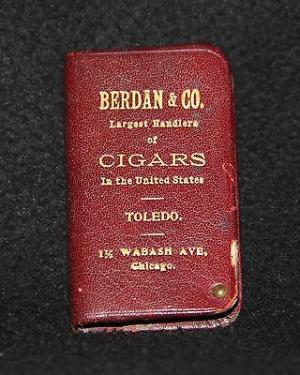 BERDAN & CO.
Largest Handlers
of
CIGARS
In the United States
TOLEDO.
1½ WABASH AVE,
Chicago.